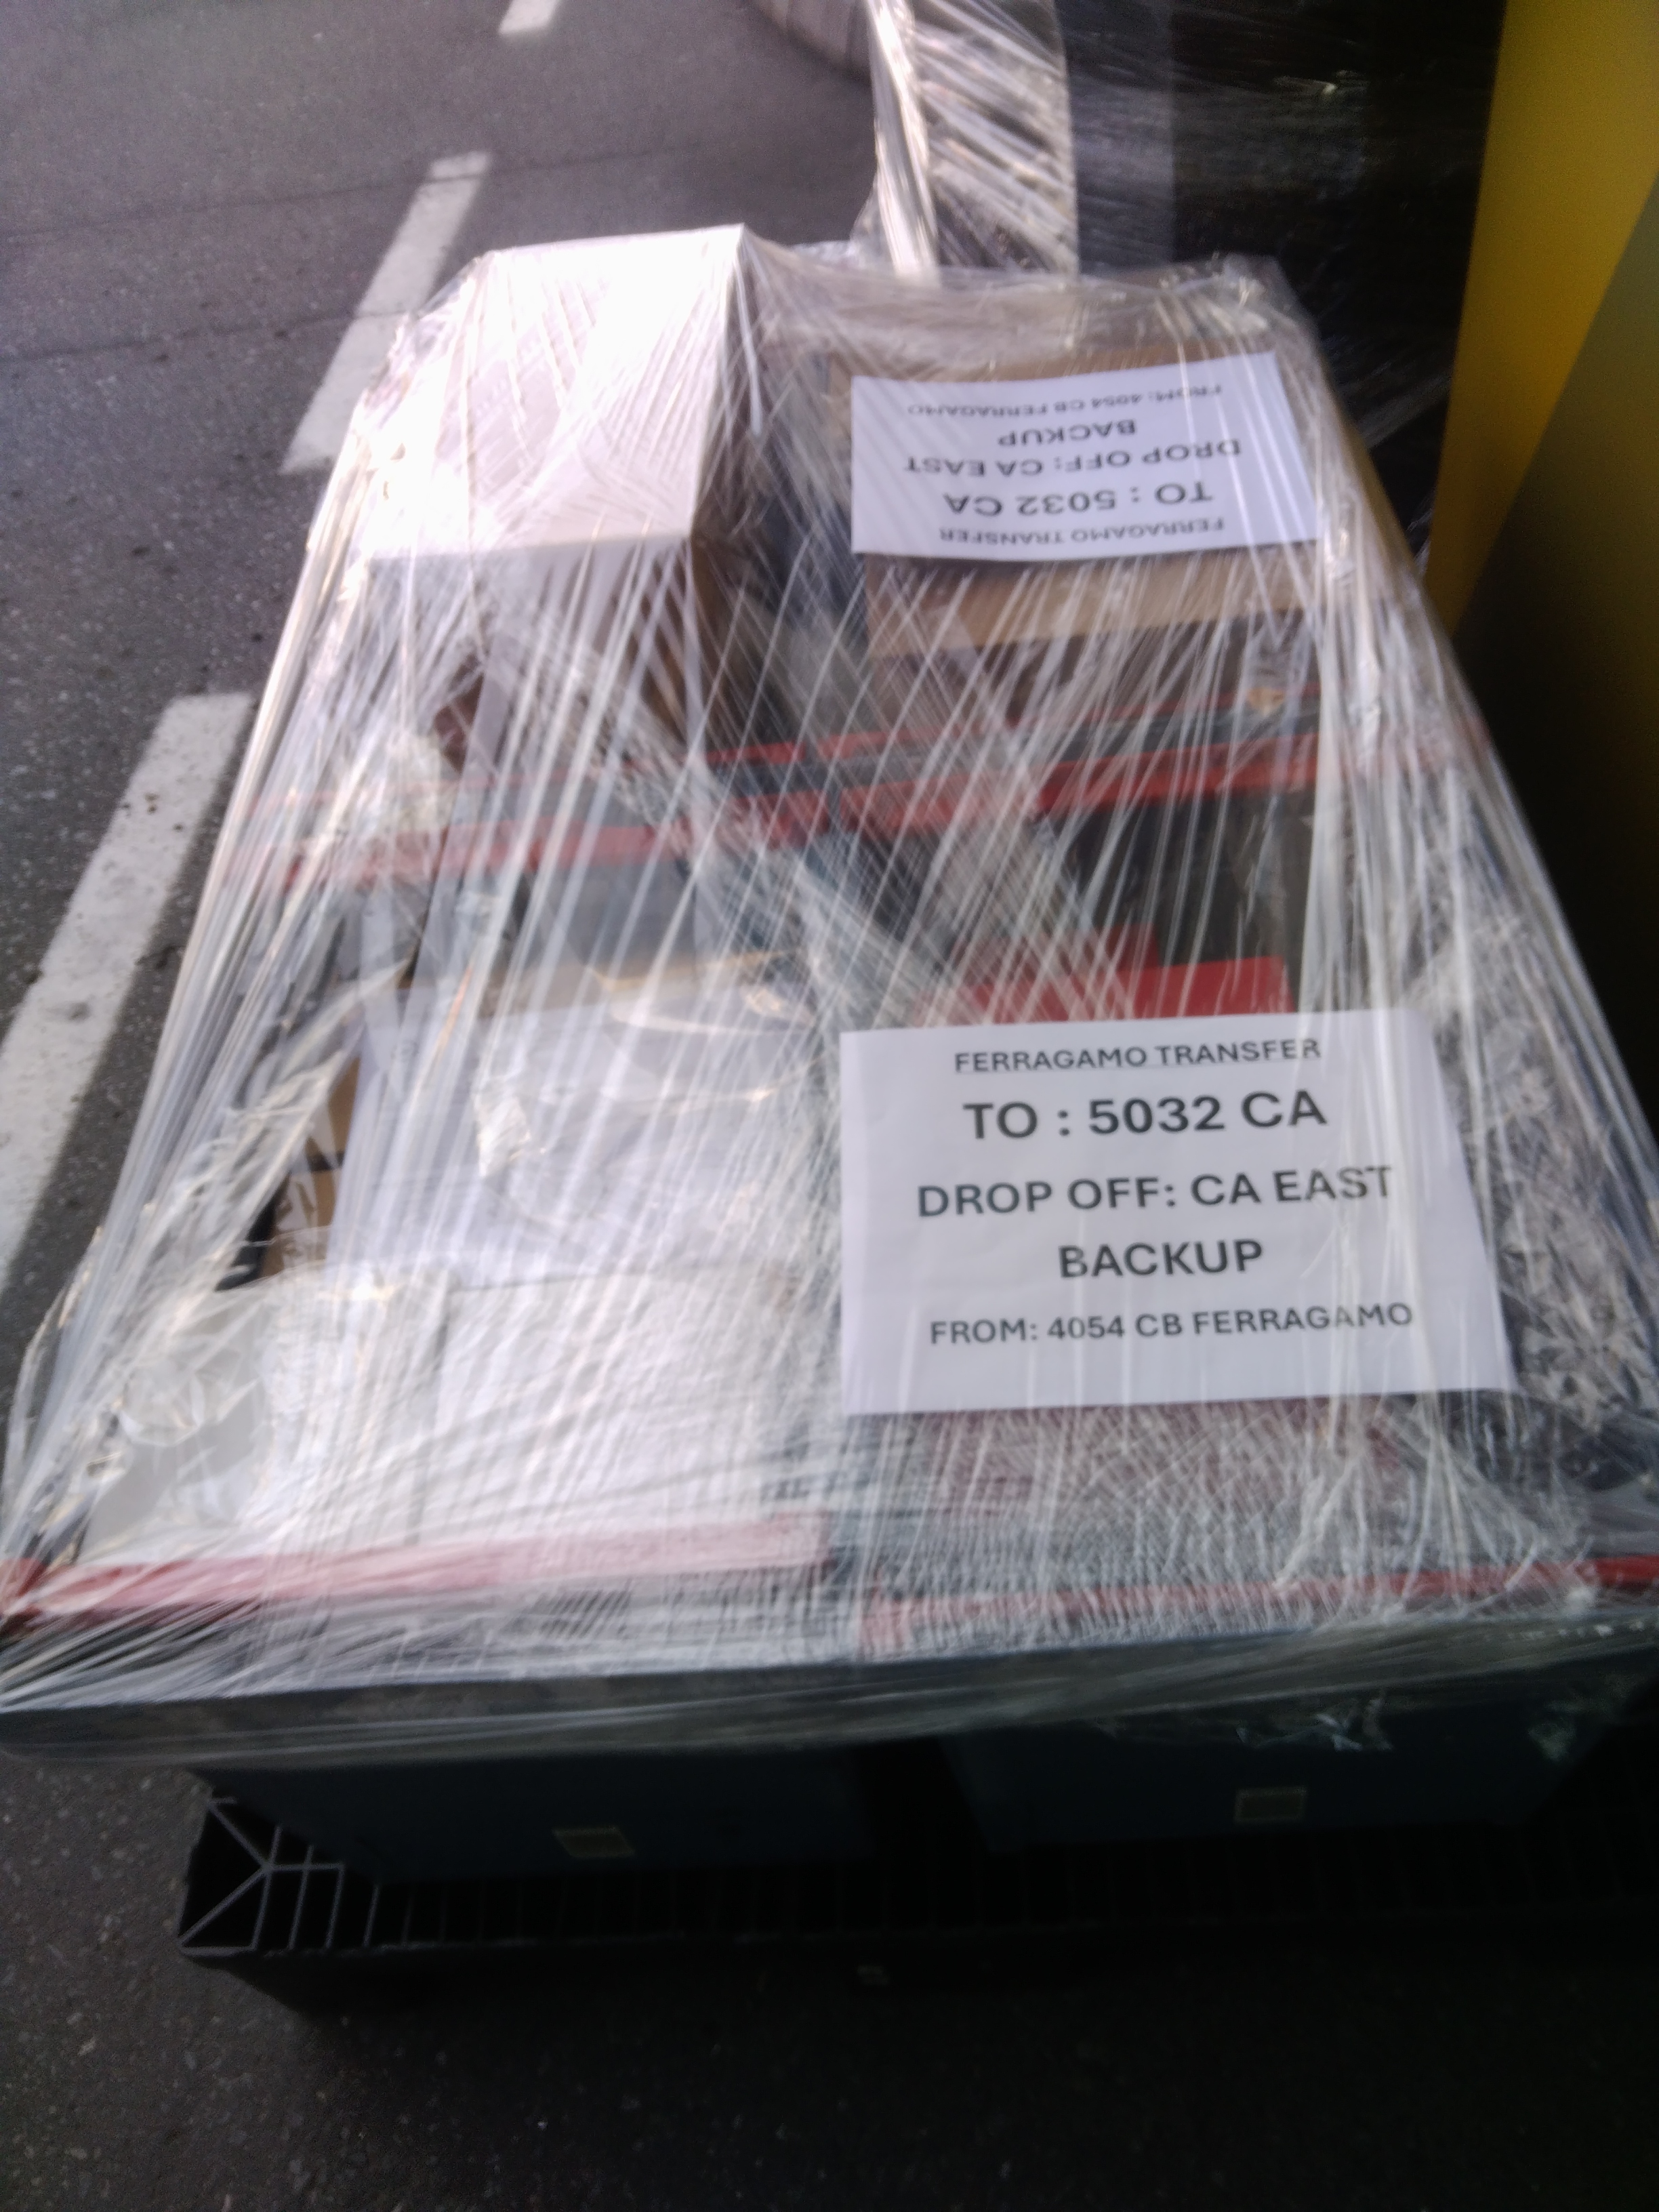 FERRAGAMO TRANSFER
TO : 5032 CA
DROP OFF: CA EAST
BACKUP
FROM: 4054 CB FERRAGAMO
FERRAGAMO TRANSFER
TO : 5032 CA
DROP OFF: CA EAST
BACKUP
FROM: 4054 CB FERRAGAMO